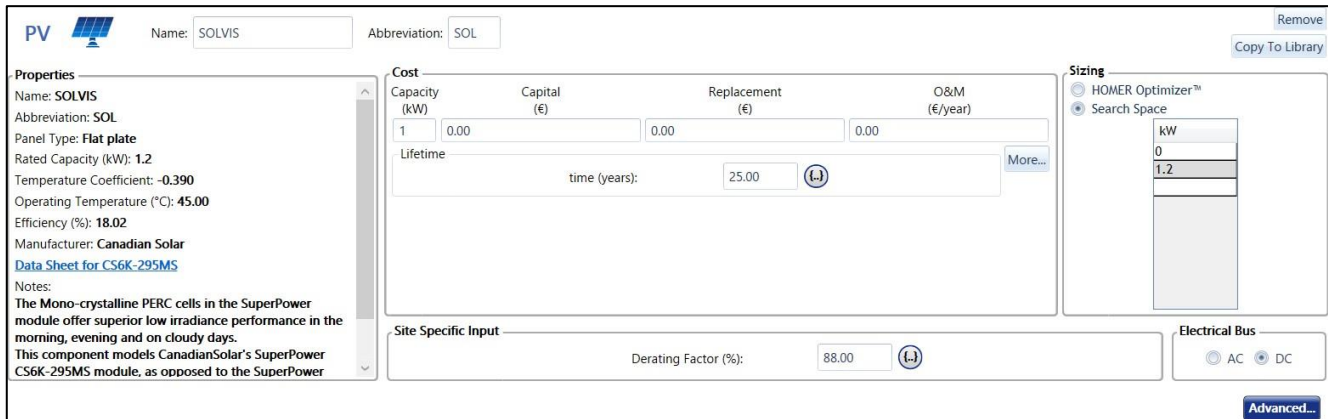 PV
Name: SOLVIS
Abbreviation: SOL
Remove
Copy To Library
Properties
Name: SOLVIS
Abbreviation: SOL
Panel Type: Flat plate
Rated Capacity (kW): 1.2
Temperature Coefficient: -0.390
Operating Temperature (°C): 45.00
Efficiency (%): 18.02
Manufacturer: Canadian Solar
Data Sheet for CS6K-295MS
Notes:
The Mono-crystalline PERC cells in the SuperPower
module offer superior low irradiance performance in the
morning, evening and on cloudy days.
This component models CanadianSolar's SuperPower
CS6K-295MS module, as opposed to the SuperPower
Cost
Capacity Capital Replacement O&M
(kW) (€) (€) (€/year)
1 0.00 0.00 0.00
Lifetime
time (years): 25.00 {..}
More...
Site Specific Input
Derating Factor (%): 88.00 {..}
Sizing
HOMER Optimizer™
Search Space
kW
0
1.2
Electrical Bus
AC DC
Advanced...